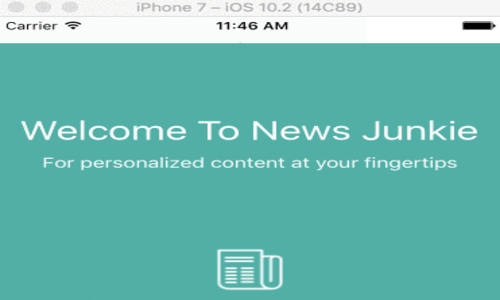 iPhone 7 – iOS 10.2 (14C89)
Carrier 11:46 AM
Welcome To News Junkie
For personalized content at your fingertips